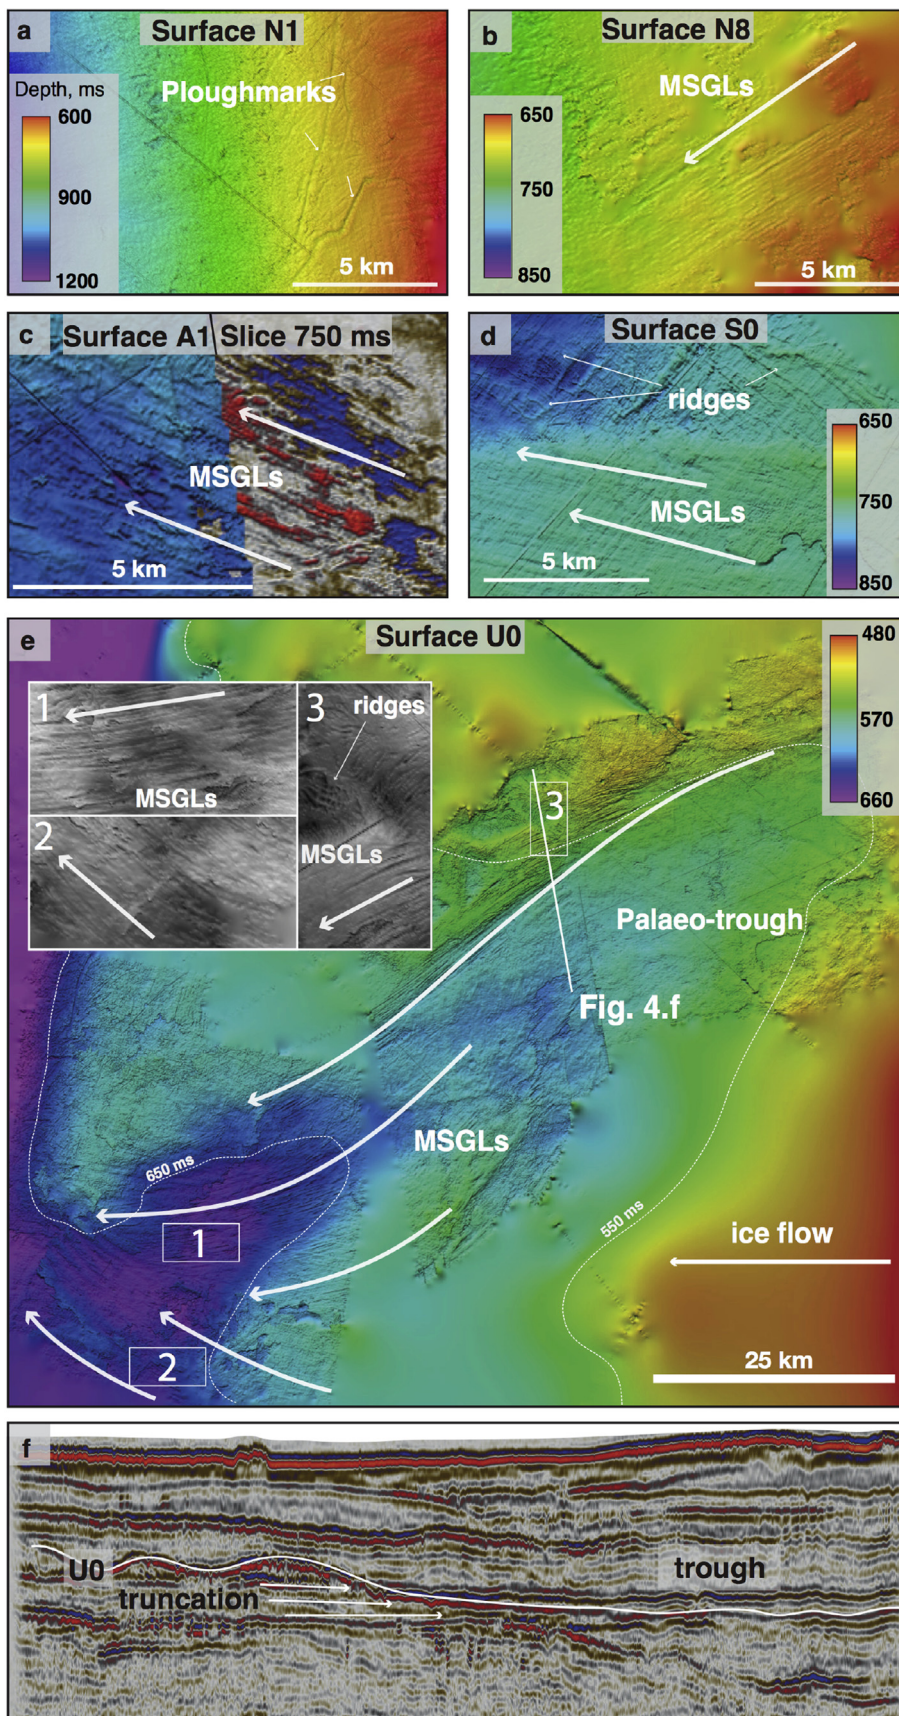 a
Surface N1
Depth, ms
600
900
1200
Ploughmarks
5 km
b
Surface N8
MSGLs
650
750
850
5 km
c
Surface A1
Slice 750 ms
MSGLs
5 km
d
Surface S0
ridges
MSGLs
5 km
650
750
850
e
Surface U0
480
570
660
1
MSGLs
2
3
ridges
MSGLs
3
Palaeo-trough
Fig. 4.f
MSGLs
650 ms
550 ms
1
ice flow
2
25 km
f
U0
truncation
trough